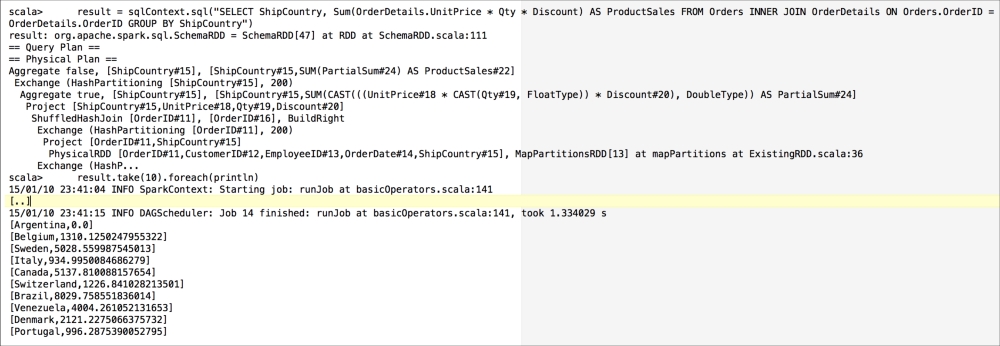 scala>      result = sqlContext.sql("SELECT ShipCountry, Sum(OrderDetails.UnitPrice * Qty * Discount) AS ProductSales FROM Orders INNER JOIN OrderDetails ON Orders.OrderID =
OrderDetails.OrderID GROUP BY ShipCountry")
result: org.apache.spark.sql.SchemaRDD = SchemaRDD[47] at RDD at SchemaRDD.scala:111
== Query Plan ==
== Physical Plan ==
Aggregate false, [ShipCountry#15], [ShipCountry#15,SUM(PartialSum#24) AS ProductSales#22]
 Exchange (HashPartitioning [ShipCountry#15], 200)
  Aggregate true, [ShipCountry#15], [ShipCountry#15,SUM(CAST(((UnitPrice#18 * CAST(Qty#19, FloatType)) * Discount#20), DoubleType)) AS PartialSum#24]
   Project [ShipCountry#15,UnitPrice#18,Qty#19,Discount#20]
    ShuffledHashJoin [OrderID#11], [OrderID#16], BuildRight
     Exchange (HashPartitioning [OrderID#11], 200)
      Project [OrderID#11,ShipCountry#15]
       PhysicalRDD [OrderID#11,CustomerID#12,EmployeeID#13,OrderDate#14,ShipCountry#15], MapPartitionsRDD[13] at mapPartitions at ExistingRDD.scala:36
     Exchange (HashP...
scala>      result.take(10).foreach(println)
15/01/10 23:41:04 INFO SparkContext: Starting job: runJob at basicOperators.scala:141
[..]
15/01/10 23:41:15 INFO DAGScheduler: Job 14 finished: runJob at basicOperators.scala:141, took 1.334029 s
[Argentina,0.0]
[Belgium,1310.1250247955322]
[Sweden,5028.559987545013]
[Italy,934.9950084686279]
[Canada,5137.810088157654]
[Switzerland,1226.841028213501]
[Brazil,8029.758551836014]
[Venezuela,4004.261052131653]
[Denmark,2121.2275066375732]
[Portugal,996.2875390052795]